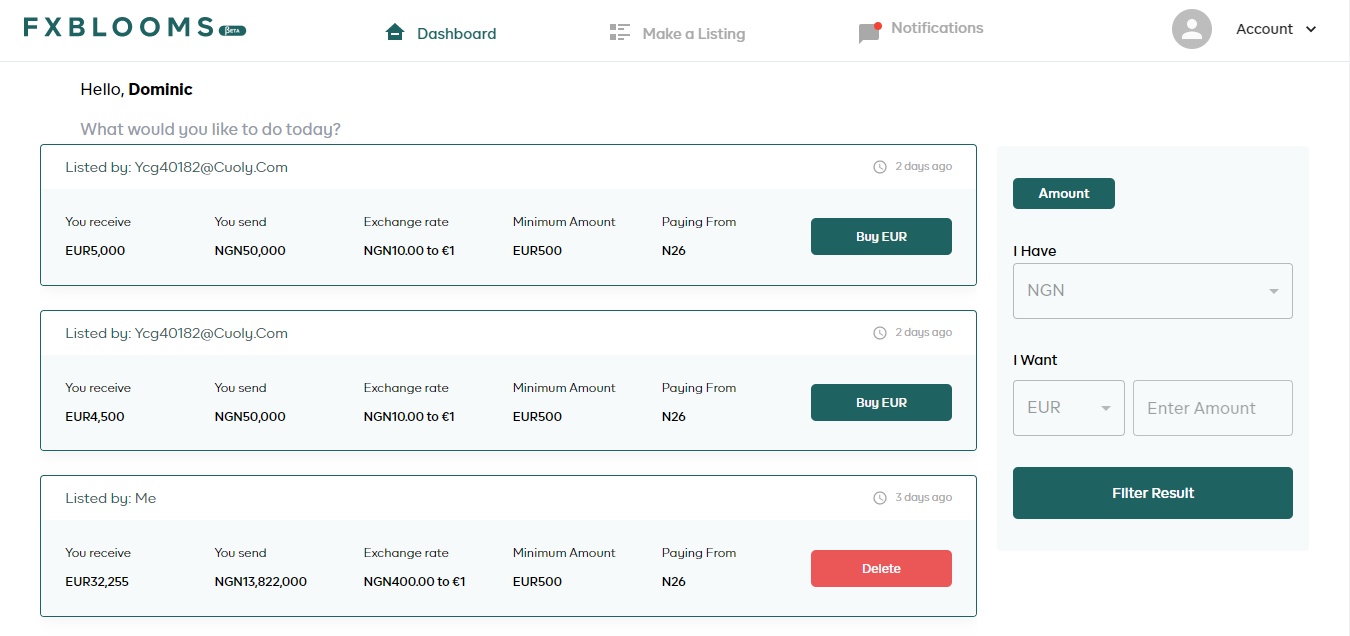 FXBLOOMS BETA
Dashboard
Make a Listing
Notifications
Account
Hello, Dominic
What would you like to do today?
Listed by: Ycg40182@Cuoly.Com
2 days ago
You receive You send Exchange rate Minimum Amount Paying From
EUR5,000 NGN50,000 NGN10.00 to €1 EUR500 N26
Buy EUR
Listed by: Ycg40182@Cuoly.Com
2 days ago
You receive You send Exchange rate Minimum Amount Paying From
EUR4,500 NGN50,000 NGN10.00 to €1 EUR500 N26
Buy EUR
Listed by: Me
3 days ago
You receive You send Exchange rate Minimum Amount Paying From
EUR32,255 NGN13,822,000 NGN400.00 to €1 EUR500 N26
Delete
Amount
I Have
NGN
I Want
EUR
Enter Amount
Filter Result